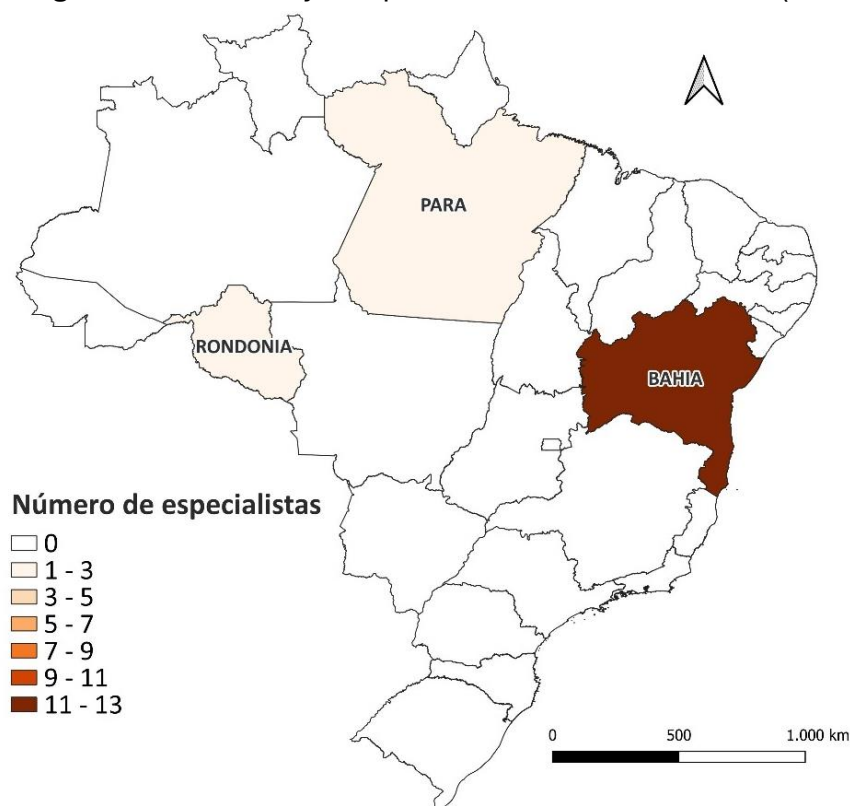 PARA
RONDONIA
BAHIA
Número de especialistas
0
1 - 3
3 - 5
5 - 7
7 - 9
9 - 11
11 - 13
0 500 1.000 km